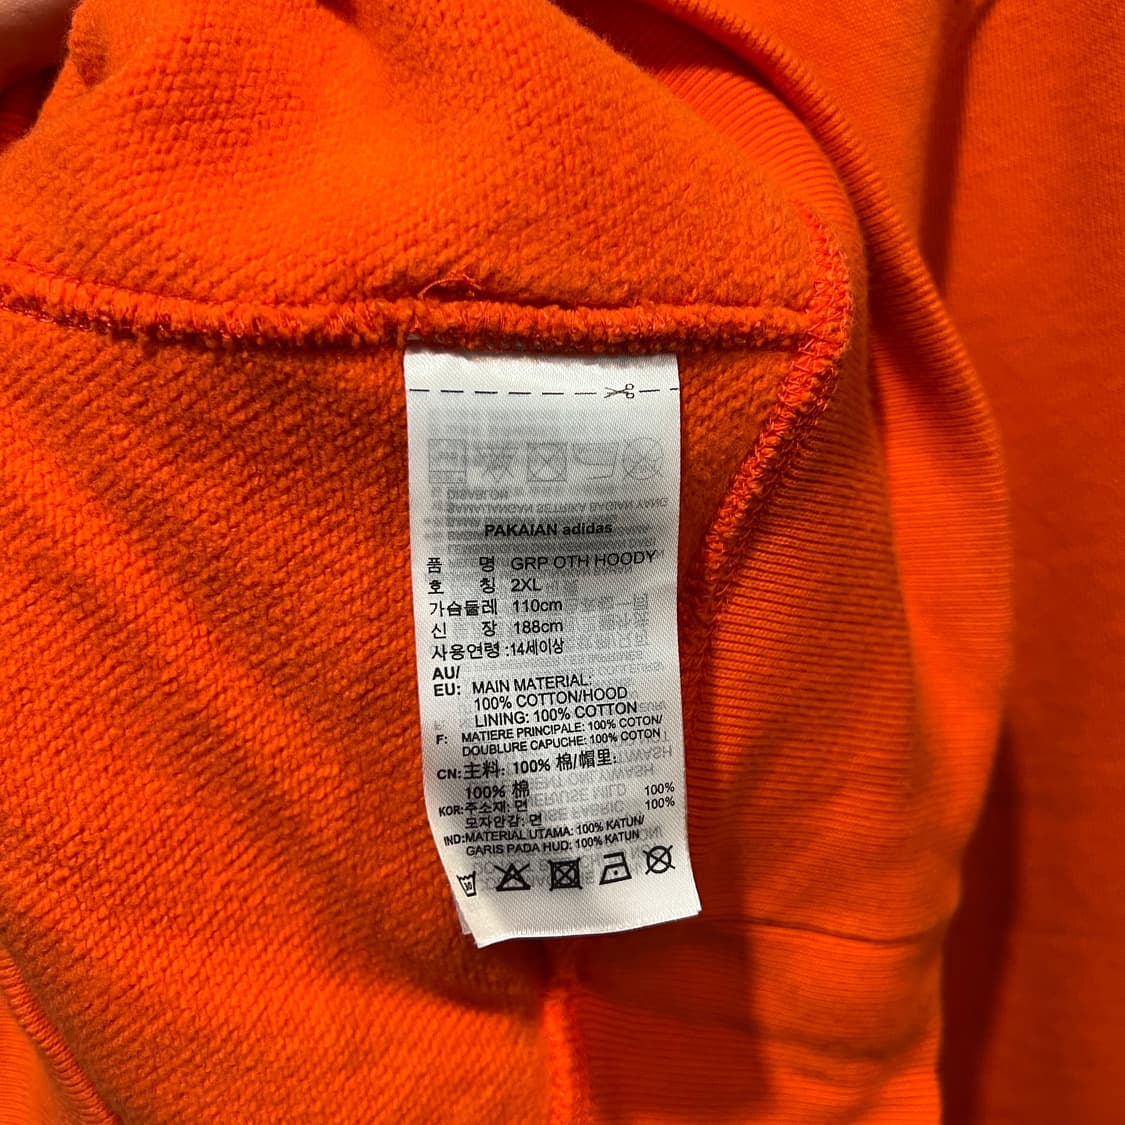 PAKAIAN adidas
품 명 GRP OTH HOODY
호 칭 2XL
가슴둘레 110cm
신 장 188cm
사용연령 :14세이상
AU/
EU: MAIN MATERIAL:
100% COTTON/HOOD
LINING: 100% COTTON
F: MATIERE PRINCIPALE: 100% COTON/
DOUBLURE CAPUCHE: 100% COTON
CN: 主料: 100% 棉/帽里:
100% 棉
KOR: 주소재: 면 100%
모자안감: 면 100%
IND: MATERIAL UTAMA: 100% KATUN/
GARIS PADA HUD: 100% KATUN
30